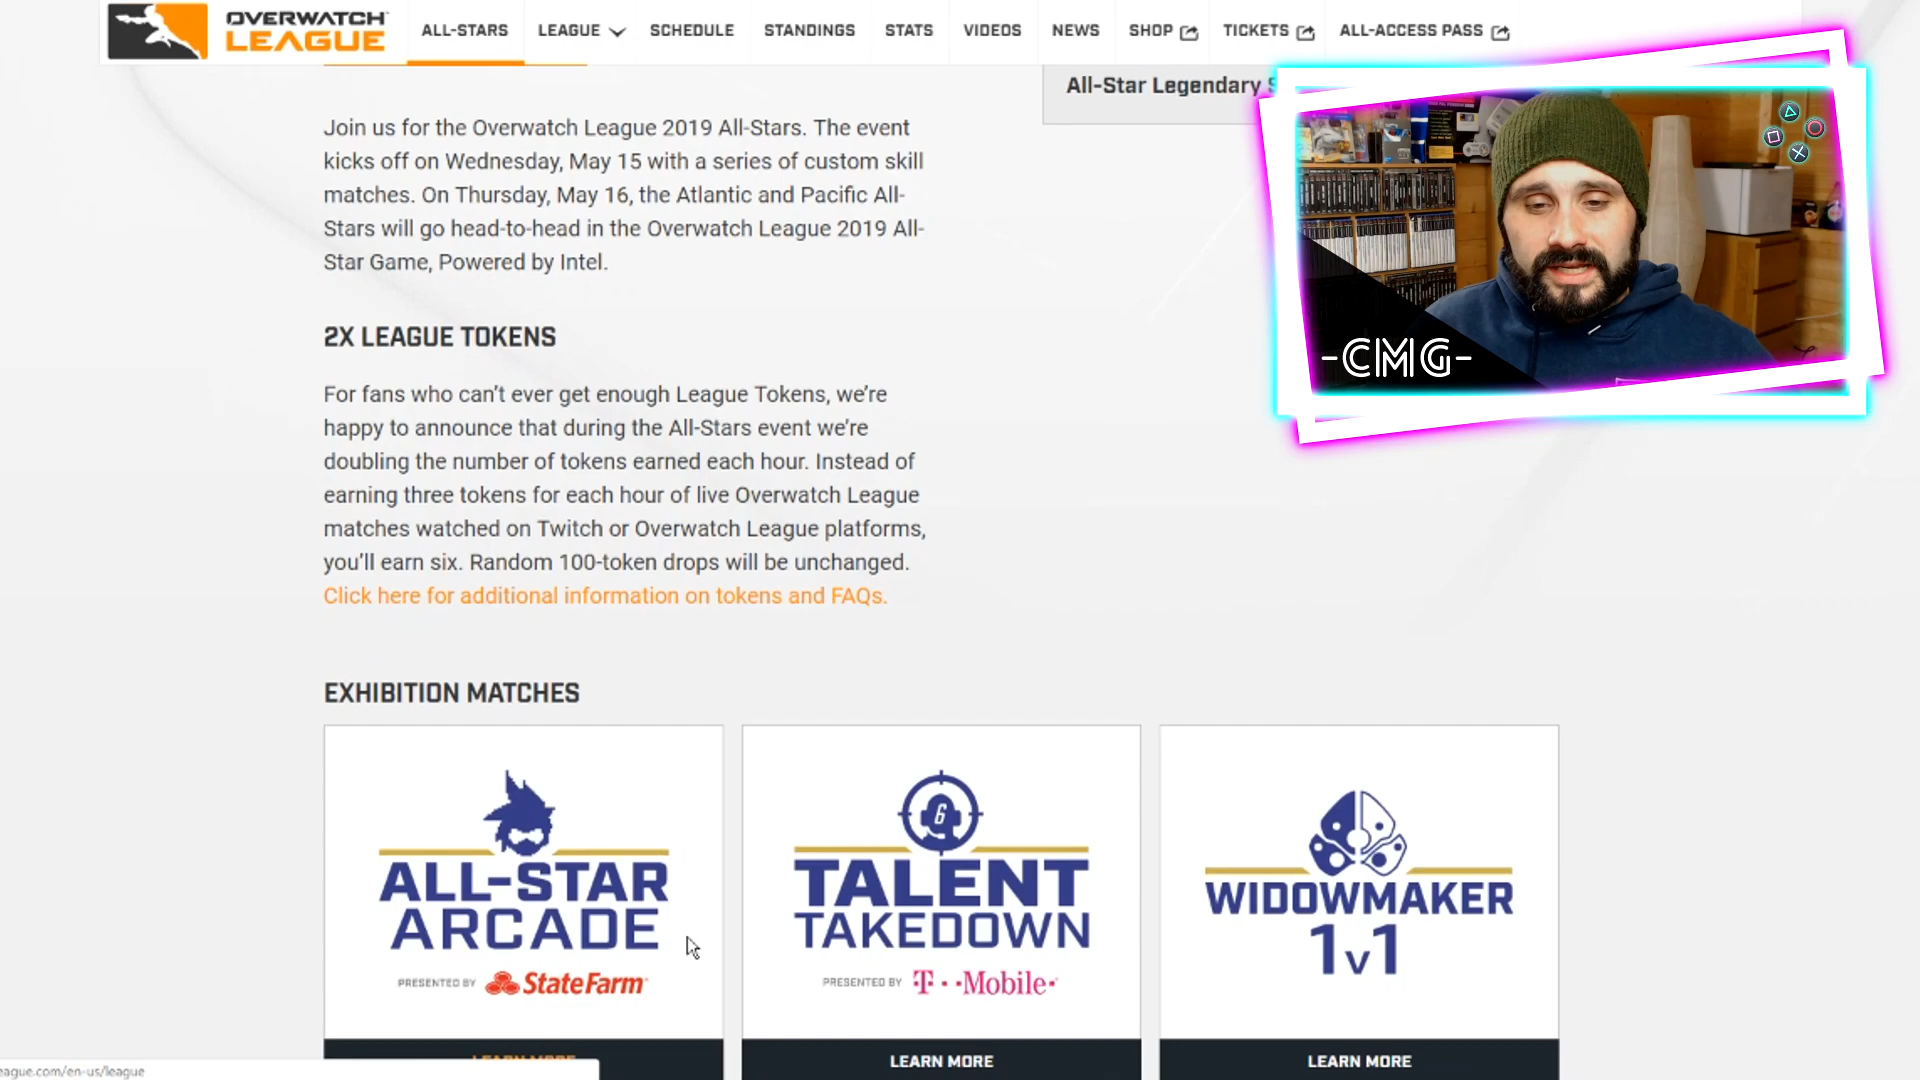 OVERWATCH
LEAGUE
ALL-STARS
LEAGUE
SCHEDULE
STANDINGS
STATS
VIDEOS
NEWS
SHOP
TICKETS
ALL-ACCESS PASS
All-Star Legendary
Join us for the Overwatch League 2019 All-Stars. The event
kicks off on Wednesday, May 15 with a series of custom skill
matches. On Thursday, May 16, the Atlantic and Pacific All-
Stars will go head-to-head in the Overwatch League 2019 All-
Star Game, Powered by Intel.
-CMG-
2X LEAGUE TOKENS
For fans who can’t ever get enough League Tokens, we’re
happy to announce that during the All-Stars event we’re
doubling the number of tokens earned each hour. Instead of
earning three tokens for each hour of live Overwatch League
matches watched on Twitch or Overwatch League platforms,
you’ll earn six. Random 100-token drops will be unchanged.
Click here for additional information on tokens and FAQs.
EXHIBITION MATCHES
ALL-STAR
ARCADE
PRESENTED BY StateFarm
6
TALENT
TAKEDOWN
PRESENTED BY T··Mobile·
WIDOWMAKER
1v1
LEARN MORE
LEARN MORE
LEARN MORE
eague.com/en-us/league